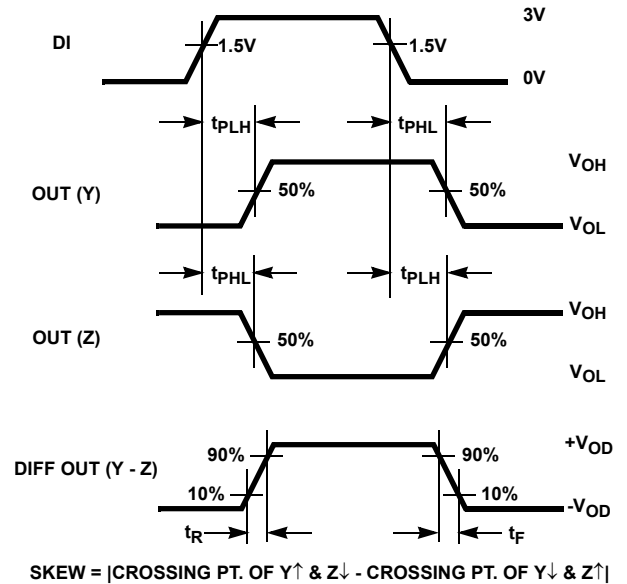 3V
DI
1.5V
1.5V
0V
tPLH
tPHL
VOH
OUT (Y)
50%
50%
VOL
tPHL
tPLH
VOH
OUT (Z)
50%
50%
VOL
+VOD
DIFF OUT (Y - Z)
90%
90%
10%
10%
-VOD
tR
tF
SKEW = |CROSSING PT. OF Y↑ & Z↓ - CROSSING PT. OF Y↓ & Z↑|